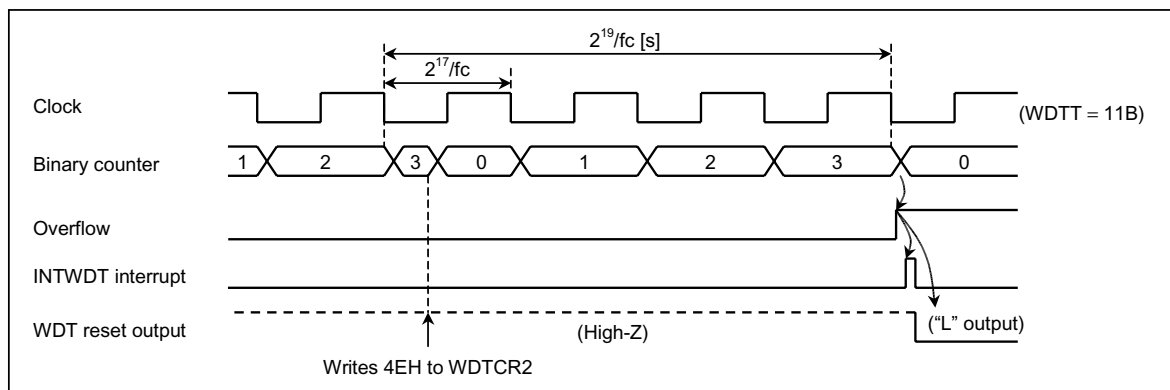 2^19/fc [s]
2^17/fc
Clock
(WDTT = 11B)
Binary counter
1 2 3 0 1 2 3 0
Overflow
INTWDT interrupt
WDT reset output
(High-Z)
("L" output)
Writes 4EH to WDTCR2